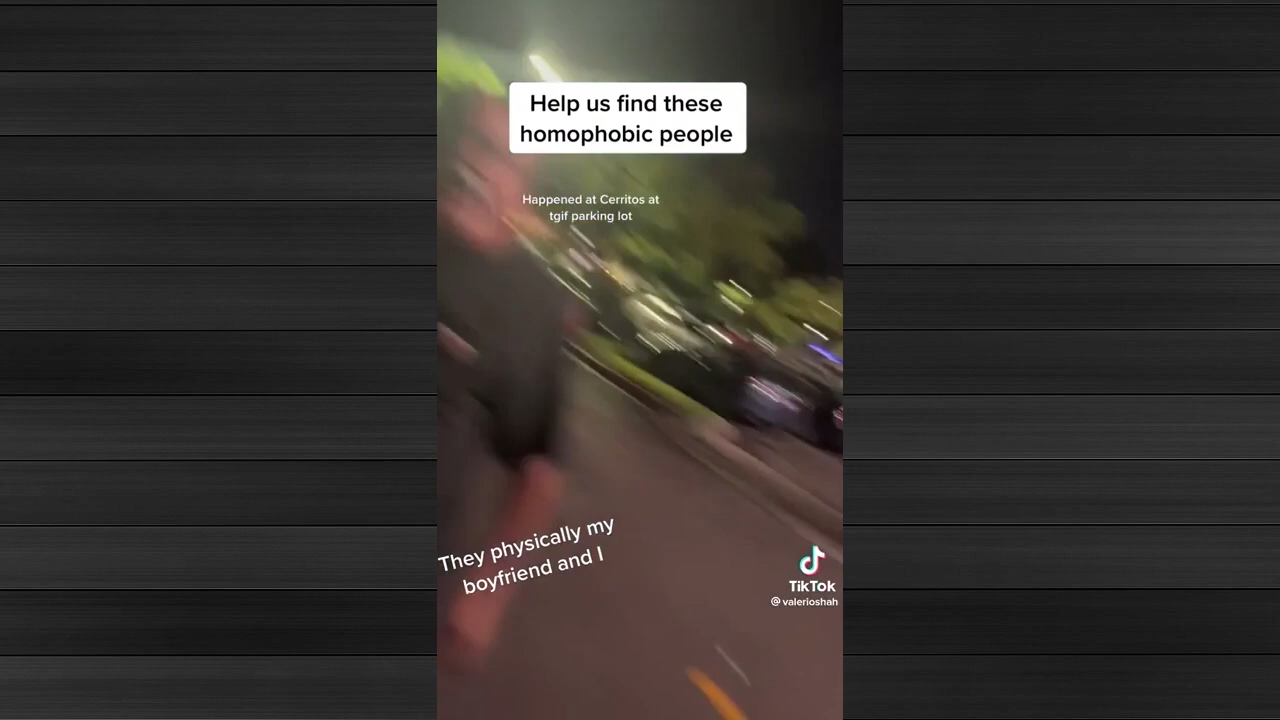 Help us find these
homophobic people
Happened at Cerritos at
tgif parking lot
They physically my
boyfriend and I
TikTok
@valerioshah